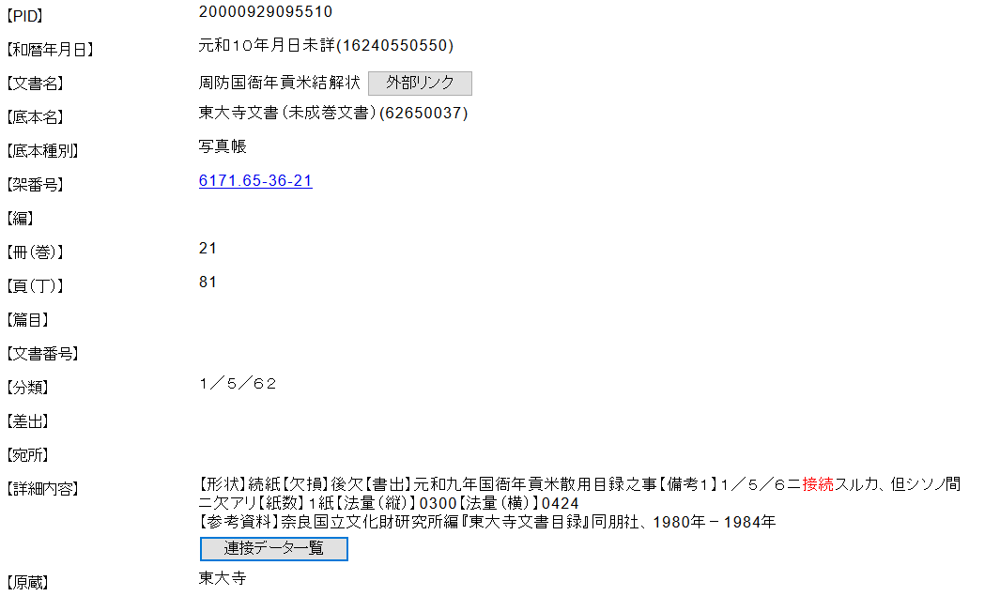 【PID】 20000929095510
【和暦年月日】 元和１０年月日未詳(16240550550)
【文書名】 周防国衙年貢米結解状 外部リンク
【底本名】 東大寺文書（未成巻文書）(62650037)
【底本種別】 写真帳
【架番号】 6171.65-36-21
【編】
【冊（巻）】 21
【頁（丁）】 81
【篇目】
【文書番号】
【分類】 １／５／６２
【差出】
【宛所】
【詳細内容】 【形状】続紙【欠損】後欠【書出】元和九年国衙年貢米散用目録之事【備考１】１／５／６ニ接続スルカ、但シソノ間
ニ欠アリ【紙数】１紙【法量（縦）】0300【法量（横）】0424
【参考資料】奈良国立文化財研究所編『東大寺文書目録』同朋社、1980年－1984年
連接データ一覧
【原蔵】 東大寺